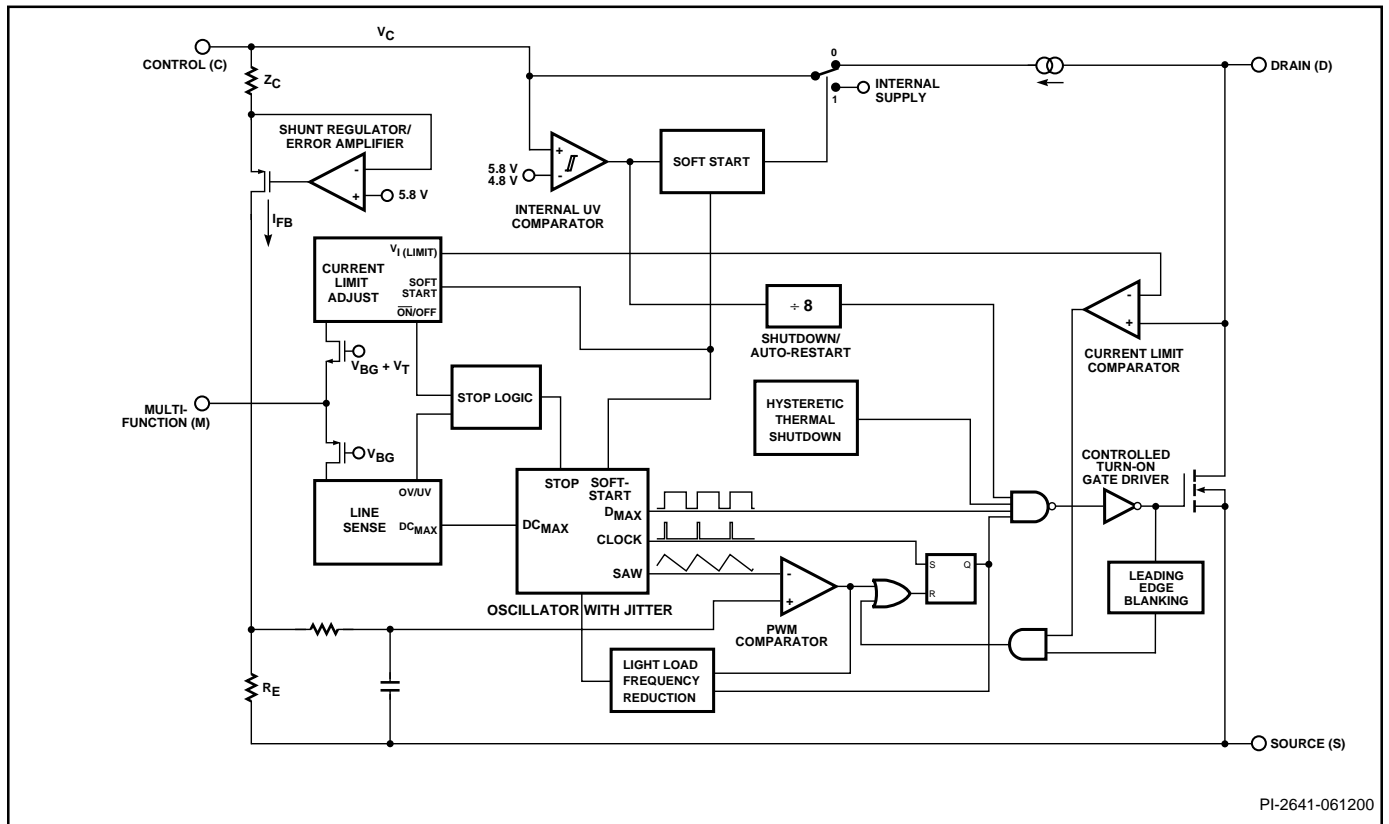 V_C
0
CONTROL (C)
DRAIN (D)
Z_C
1
INTERNAL
SUPPLY
SHUNT REGULATOR/
ERROR AMPLIFIER
-
+
5.8 V
+
-
5.8 V
4.8 V
SOFT START
INTERNAL UV
COMPARATOR
I_FB
V_I (LIMIT)
CURRENT
LIMIT
ADJUST
SOFT
START
O̅N̅/OFF
÷ 8
SHUTDOWN/
AUTO-RESTART
-
+
CURRENT LIMIT
COMPARATOR
V_BG + V_T
STOP LOGIC
MULTI-
FUNCTION (M)
HYSTERETIC
THERMAL
SHUTDOWN
V_BG
CONTROLLED
TURN-ON
GATE DRIVER
OV/UV
LINE
SENSE
DC_MAX
STOP
SOFT-
START
DC_MAX
D_MAX
CLOCK
SAW
OSCILLATOR WITH JITTER
-
+
PWM
COMPARATOR
S
Q
R
LEADING
EDGE
BLANKING
LIGHT LOAD
FREQUENCY
REDUCTION
R_E
SOURCE (S)
PI-2641-061200